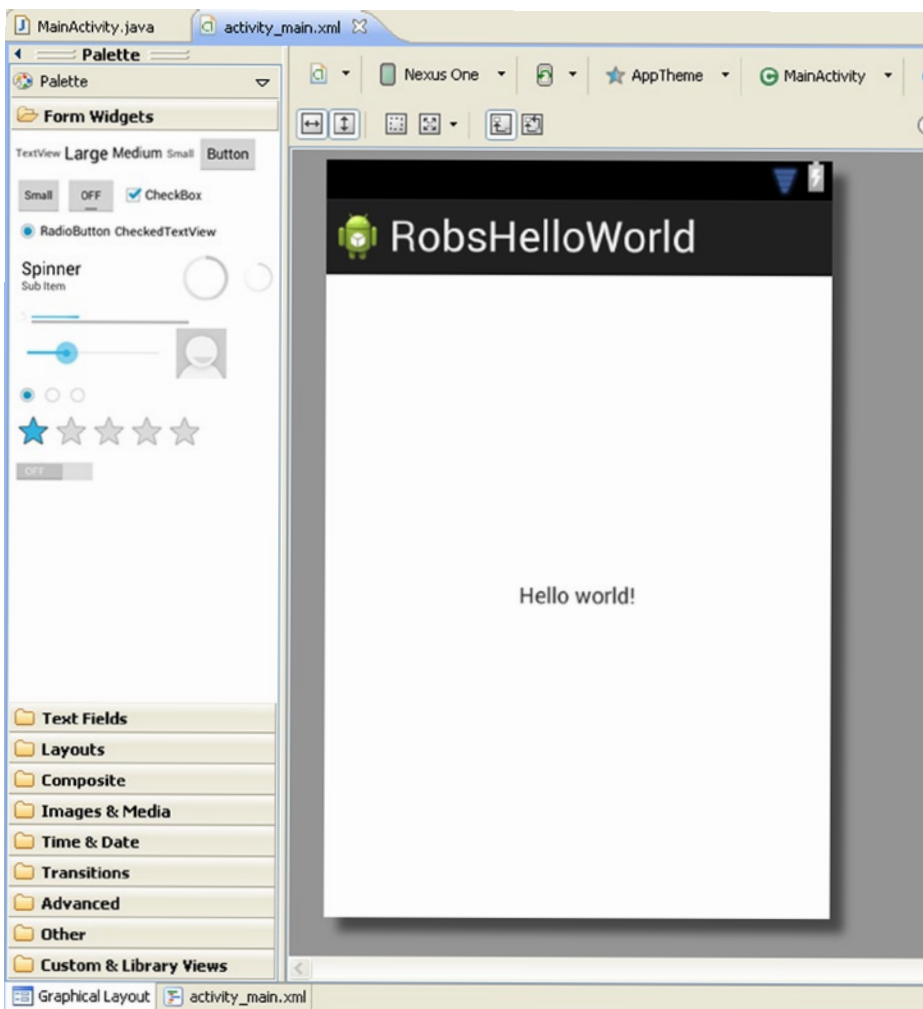 MainActivity.java activity_main.xml
Palette
Palette
Nexus One AppTheme MainActivity
Form Widgets
TextView Large Medium Small Button
Small OFF CheckBox
RadioButton CheckedTextView
Spinner
Sub Item
OFF
RobsHelloWorld
Hello world!
Text Fields
Layouts
Composite
Images & Media
Time & Date
Transitions
Advanced
Other
Custom & Library Views
Graphical Layout activity_main.xml